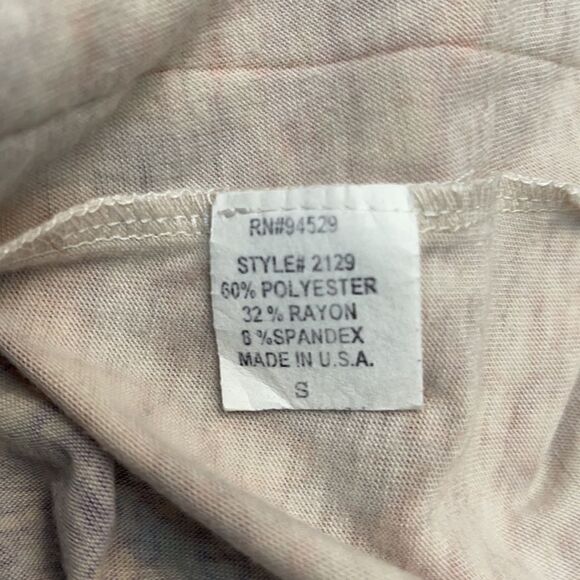 RN#94529
STYLE# 2129
60% POLYESTER
32% RAYON
8%SPANDEX
MADE IN U.S.A.
S